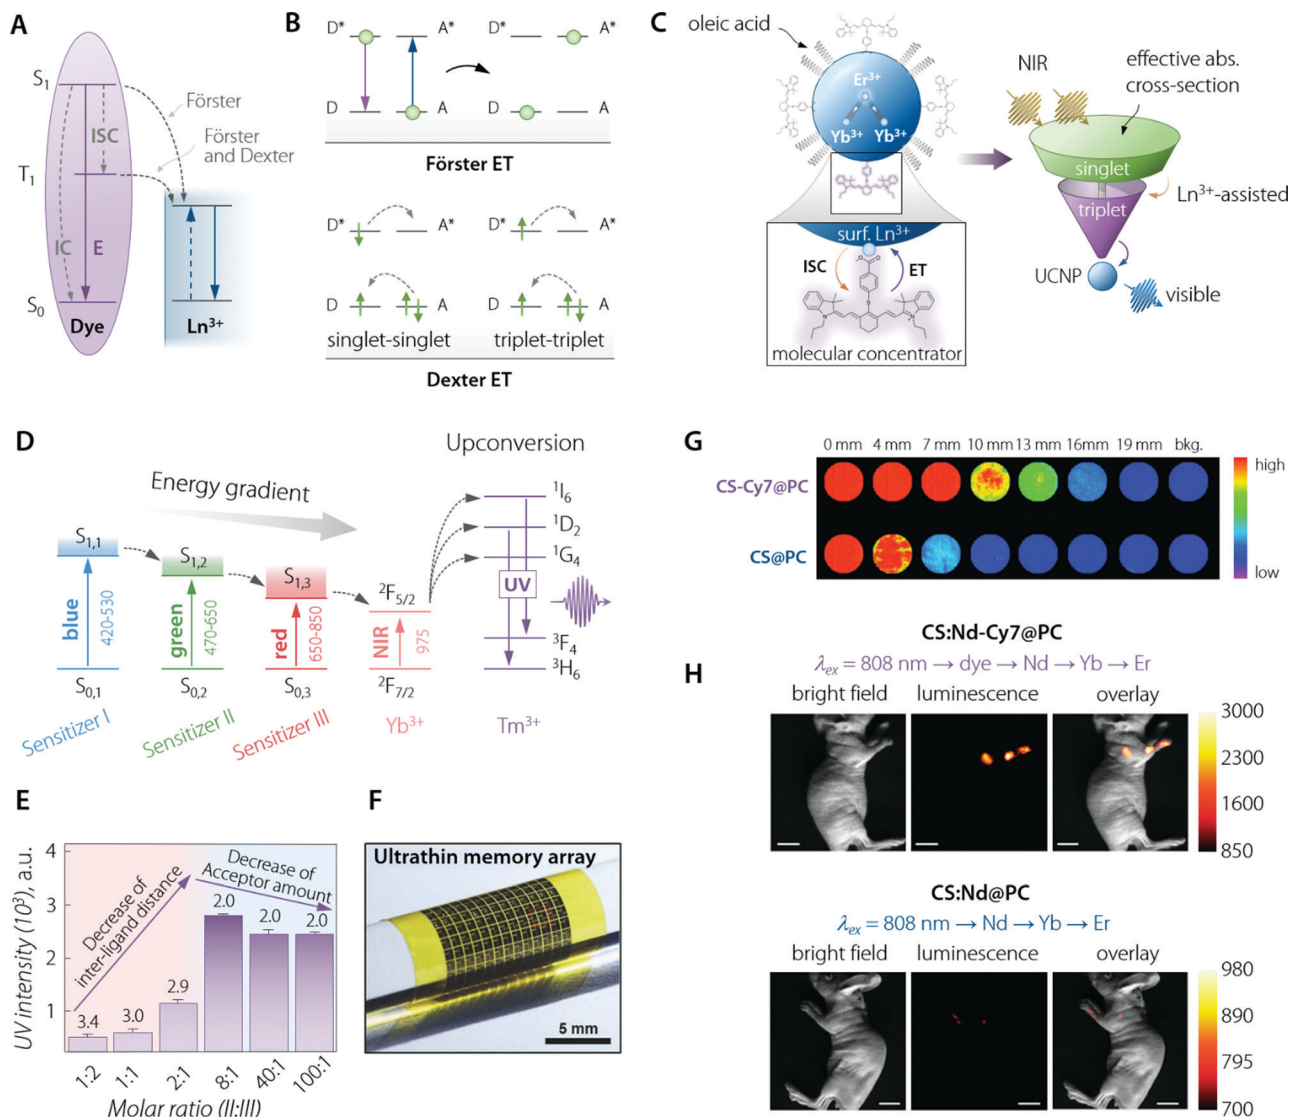 A
S1
T1
S0
ISC
IC
E
Dye
Förster
Förster
and Dexter
Ln3+
B
D*
A*
D*
A*
D
A
D
A
Förster ET
D*
A*
D*
A*
D
A
D
A
singlet-singlet
triplet-triplet
Dexter ET
C
oleic acid
Er3+
Yb3+
Yb3+
surf. Ln3+
ISC
ET
molecular concentrator
NIR
effective abs.
cross-section
singlet
triplet
Ln3+-assisted
UCNP
visible
D
Upconversion
Energy gradient
S1,1
S1,2
S1,3
2F5/2
blue
420-530
green
470-650
red
650-850
NIR
975
S0,1
S0,2
S0,3
2F7/2
Sensitizer I
Sensitizer II
Sensitizer III
Yb3+
Tm3+
1I6
1D2
1G4
UV
3F4
3H6
E
UV intensity (10³), a.u.
4
3
2
1
Decrease of
inter-ligand distance
Decrease of
Acceptor amount
3.4
3.0
2.9
2.0
2.0
2.0
1:2
1:1
2:1
8:1
40:1
100:1
Molar ratio (II:III)
F
Ultrathin memory array
5 mm
G
0 mm
4 mm
7 mm
10 mm
13 mm
16mm
19 mm
bkg.
CS-Cy7@PC
CS@PC
high
low
H
CS:Nd-Cy7@PC
λex = 808 nm → dye → Nd → Yb → Er
bright field
luminescence
overlay
3000
2300
1600
850
CS:Nd@PC
λex = 808 nm → Nd → Yb → Er
bright field
luminescence
overlay
980
890
795
700